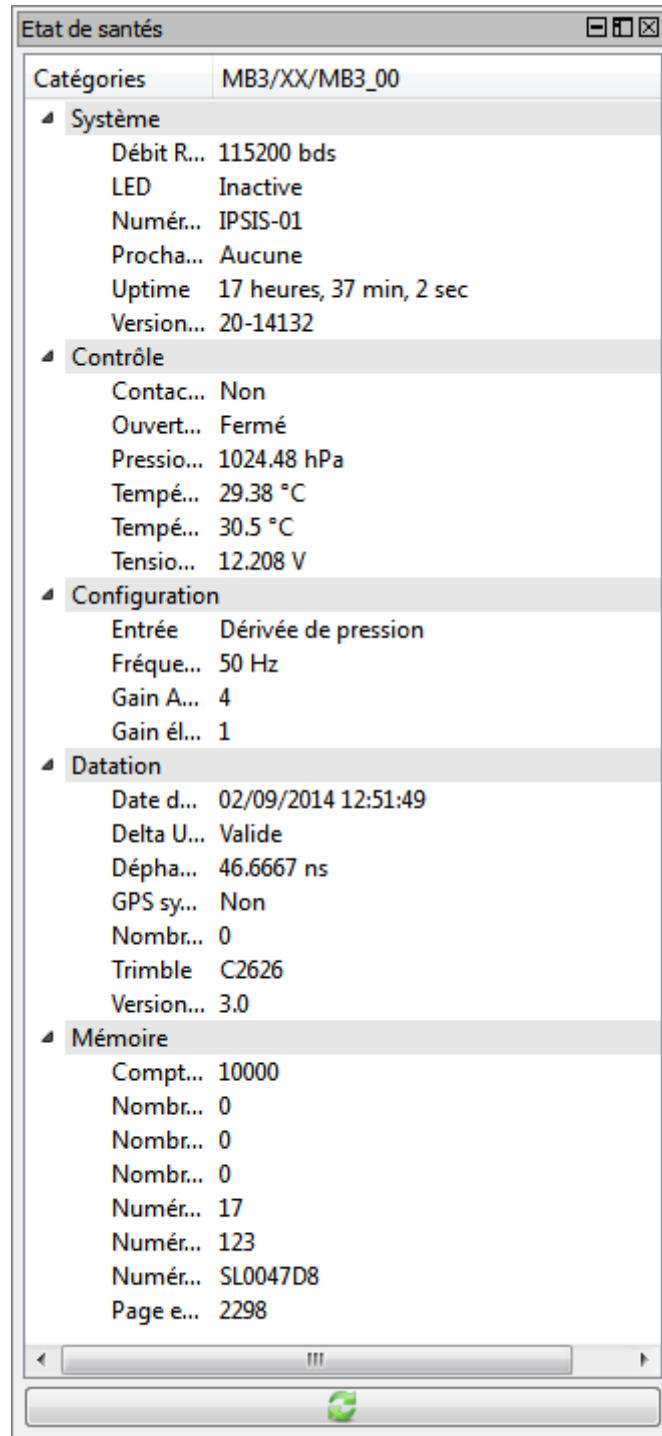 Etat de santés
Catégories MB3/XX/MB3_00
Système
Débit R... 115200 bds
LED Inactive
Numér... IPSIS-01
Procha... Aucune
Uptime 17 heures, 37 min, 2 sec
Version... 20-14132
Contrôle
Contac... Non
Ouvert... Fermé
Pressio... 1024.48 hPa
Tempé... 29.38 °C
Tempé... 30.5 °C
Tensio... 12.208 V
Configuration
Entrée Dérivée de pression
Fréque... 50 Hz
Gain A... 4
Gain él... 1
Datation
Date d... 02/09/2014 12:51:49
Delta U... Valide
Dépha... 46.6667 ns
GPS sy... Non
Nombr... 0
Trimble C2626
Version... 3.0
Mémoire
Compt... 10000
Nombr... 0
Nombr... 0
Nombr... 0
Numér... 17
Numér... 123
Numér... SL0047D8
Page e... 2298